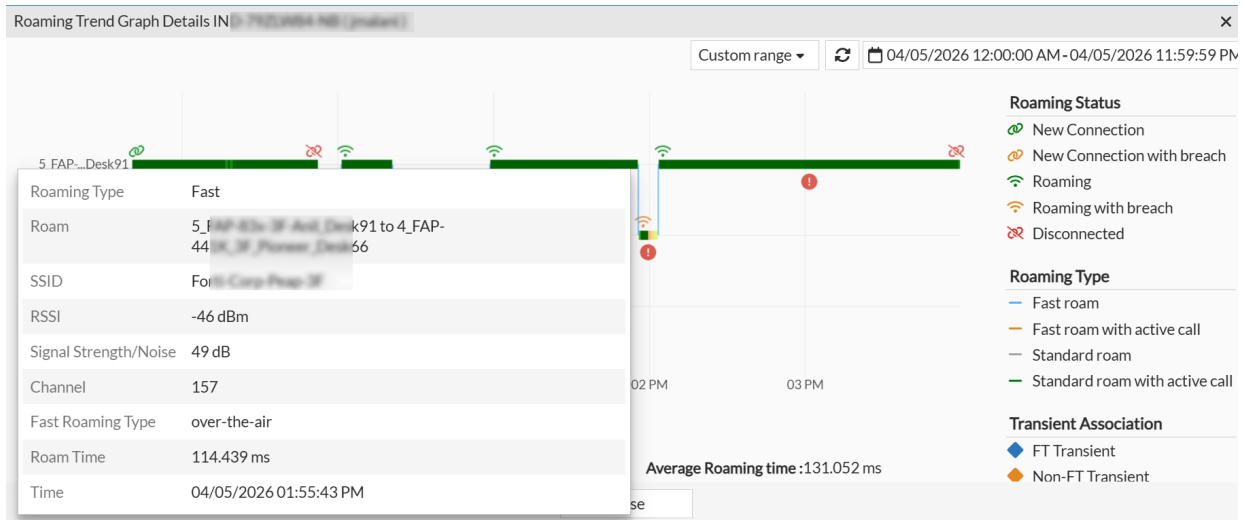 Roaming Trend Graph Details IN
Custom range
04/05/2026 12:00:00 AM - 04/05/2026 11:59:59 PM
5_FAP-...Desk91
02 PM
03 PM
Average Roaming time :131.052 ms
se
Roaming Type Fast
Roam 5_ k91 to 4_FAP-
44 66
SSID For
RSSI -46 dBm
Signal Strength/Noise 49 dB
Channel 157
Fast Roaming Type over-the-air
Roam Time 114.439 ms
Time 04/05/2026 01:55:43 PM
Roaming Status
New Connection
New Connection with breach
Roaming
Roaming with breach
Disconnected
Roaming Type
Fast roam
Fast roam with active call
Standard roam
Standard roam with active call
Transient Association
FT Transient
Non-FT Transient